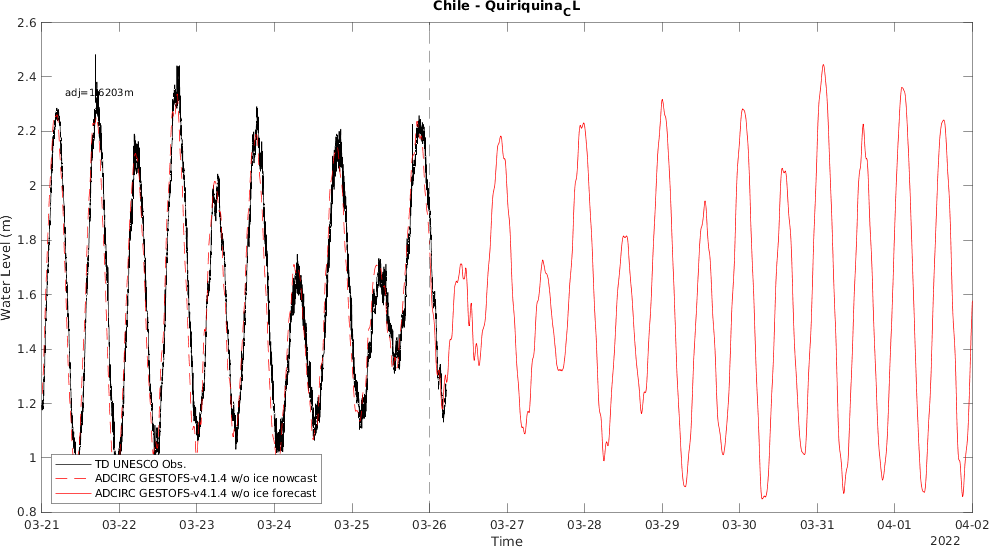 Chile - Quiriquina_CL
2.6
2.4
2.2
2
1.8
1.6
1.4
1.2
1
0.8
Water Level (m)
adj=1.6203m
TD UNESCO Obs.
ADCIRC GESTOFS-v4.1.4 w/o ice nowcast
ADCIRC GESTOFS-v4.1.4 w/o ice forecast
03-21 03-22 03-23 03-24 03-25 03-26 03-27 03-28 03-29 03-30 03-31 04-01 04-02
Time
2022